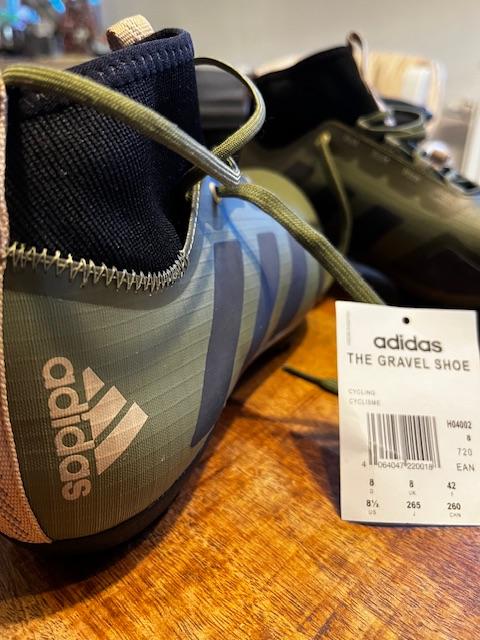 adidas
adidas
THE GRAVEL SHOE
CYCLING
CYCLISME
H04002
8
720
4 064047 220018
EAN
8 8 42
D UK F
8½ 265 260
US J CHN